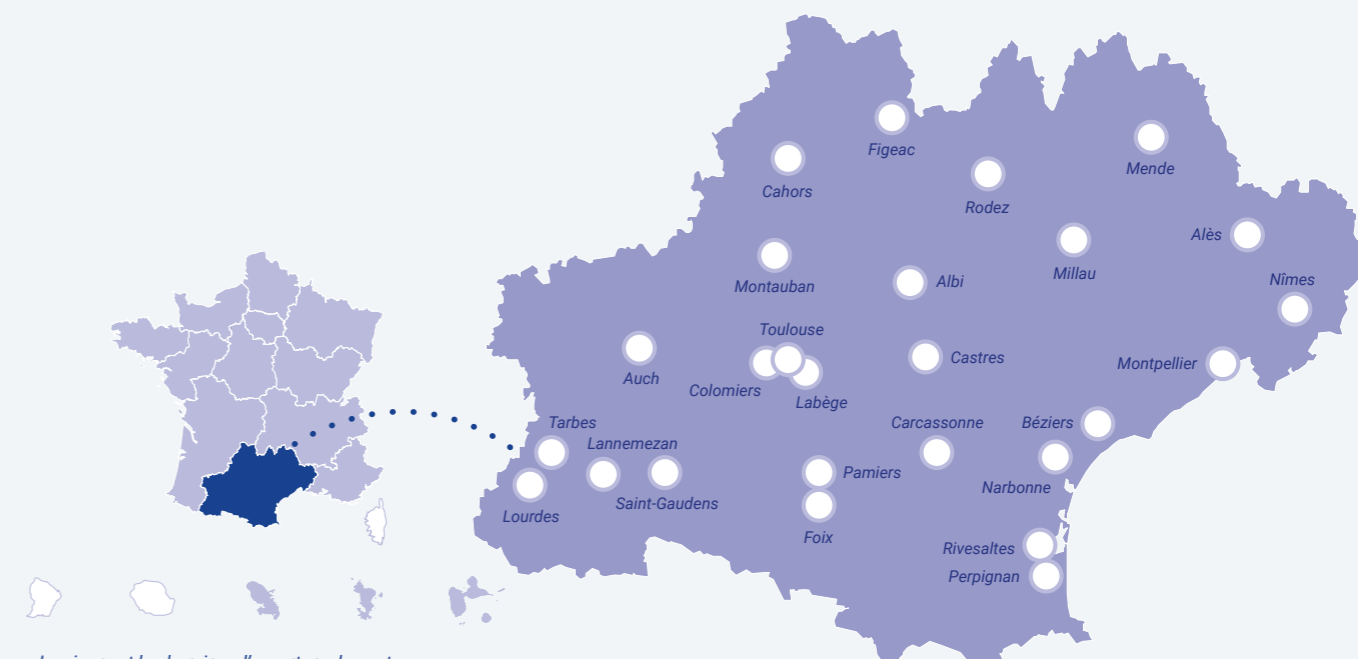 Figeac
Mende
Cahors
Rodez
Alès
Millau
Nîmes
Albi
Montauban
Toulouse
Castres
Montpellier
Auch
Colomiers
Labège
Tarbes
Carcassonne
Béziers
Lannemezan
Pamiers
Narbonne
Saint-Gaudens
Lourdes
Foix
Rivesaltes
Perpignan